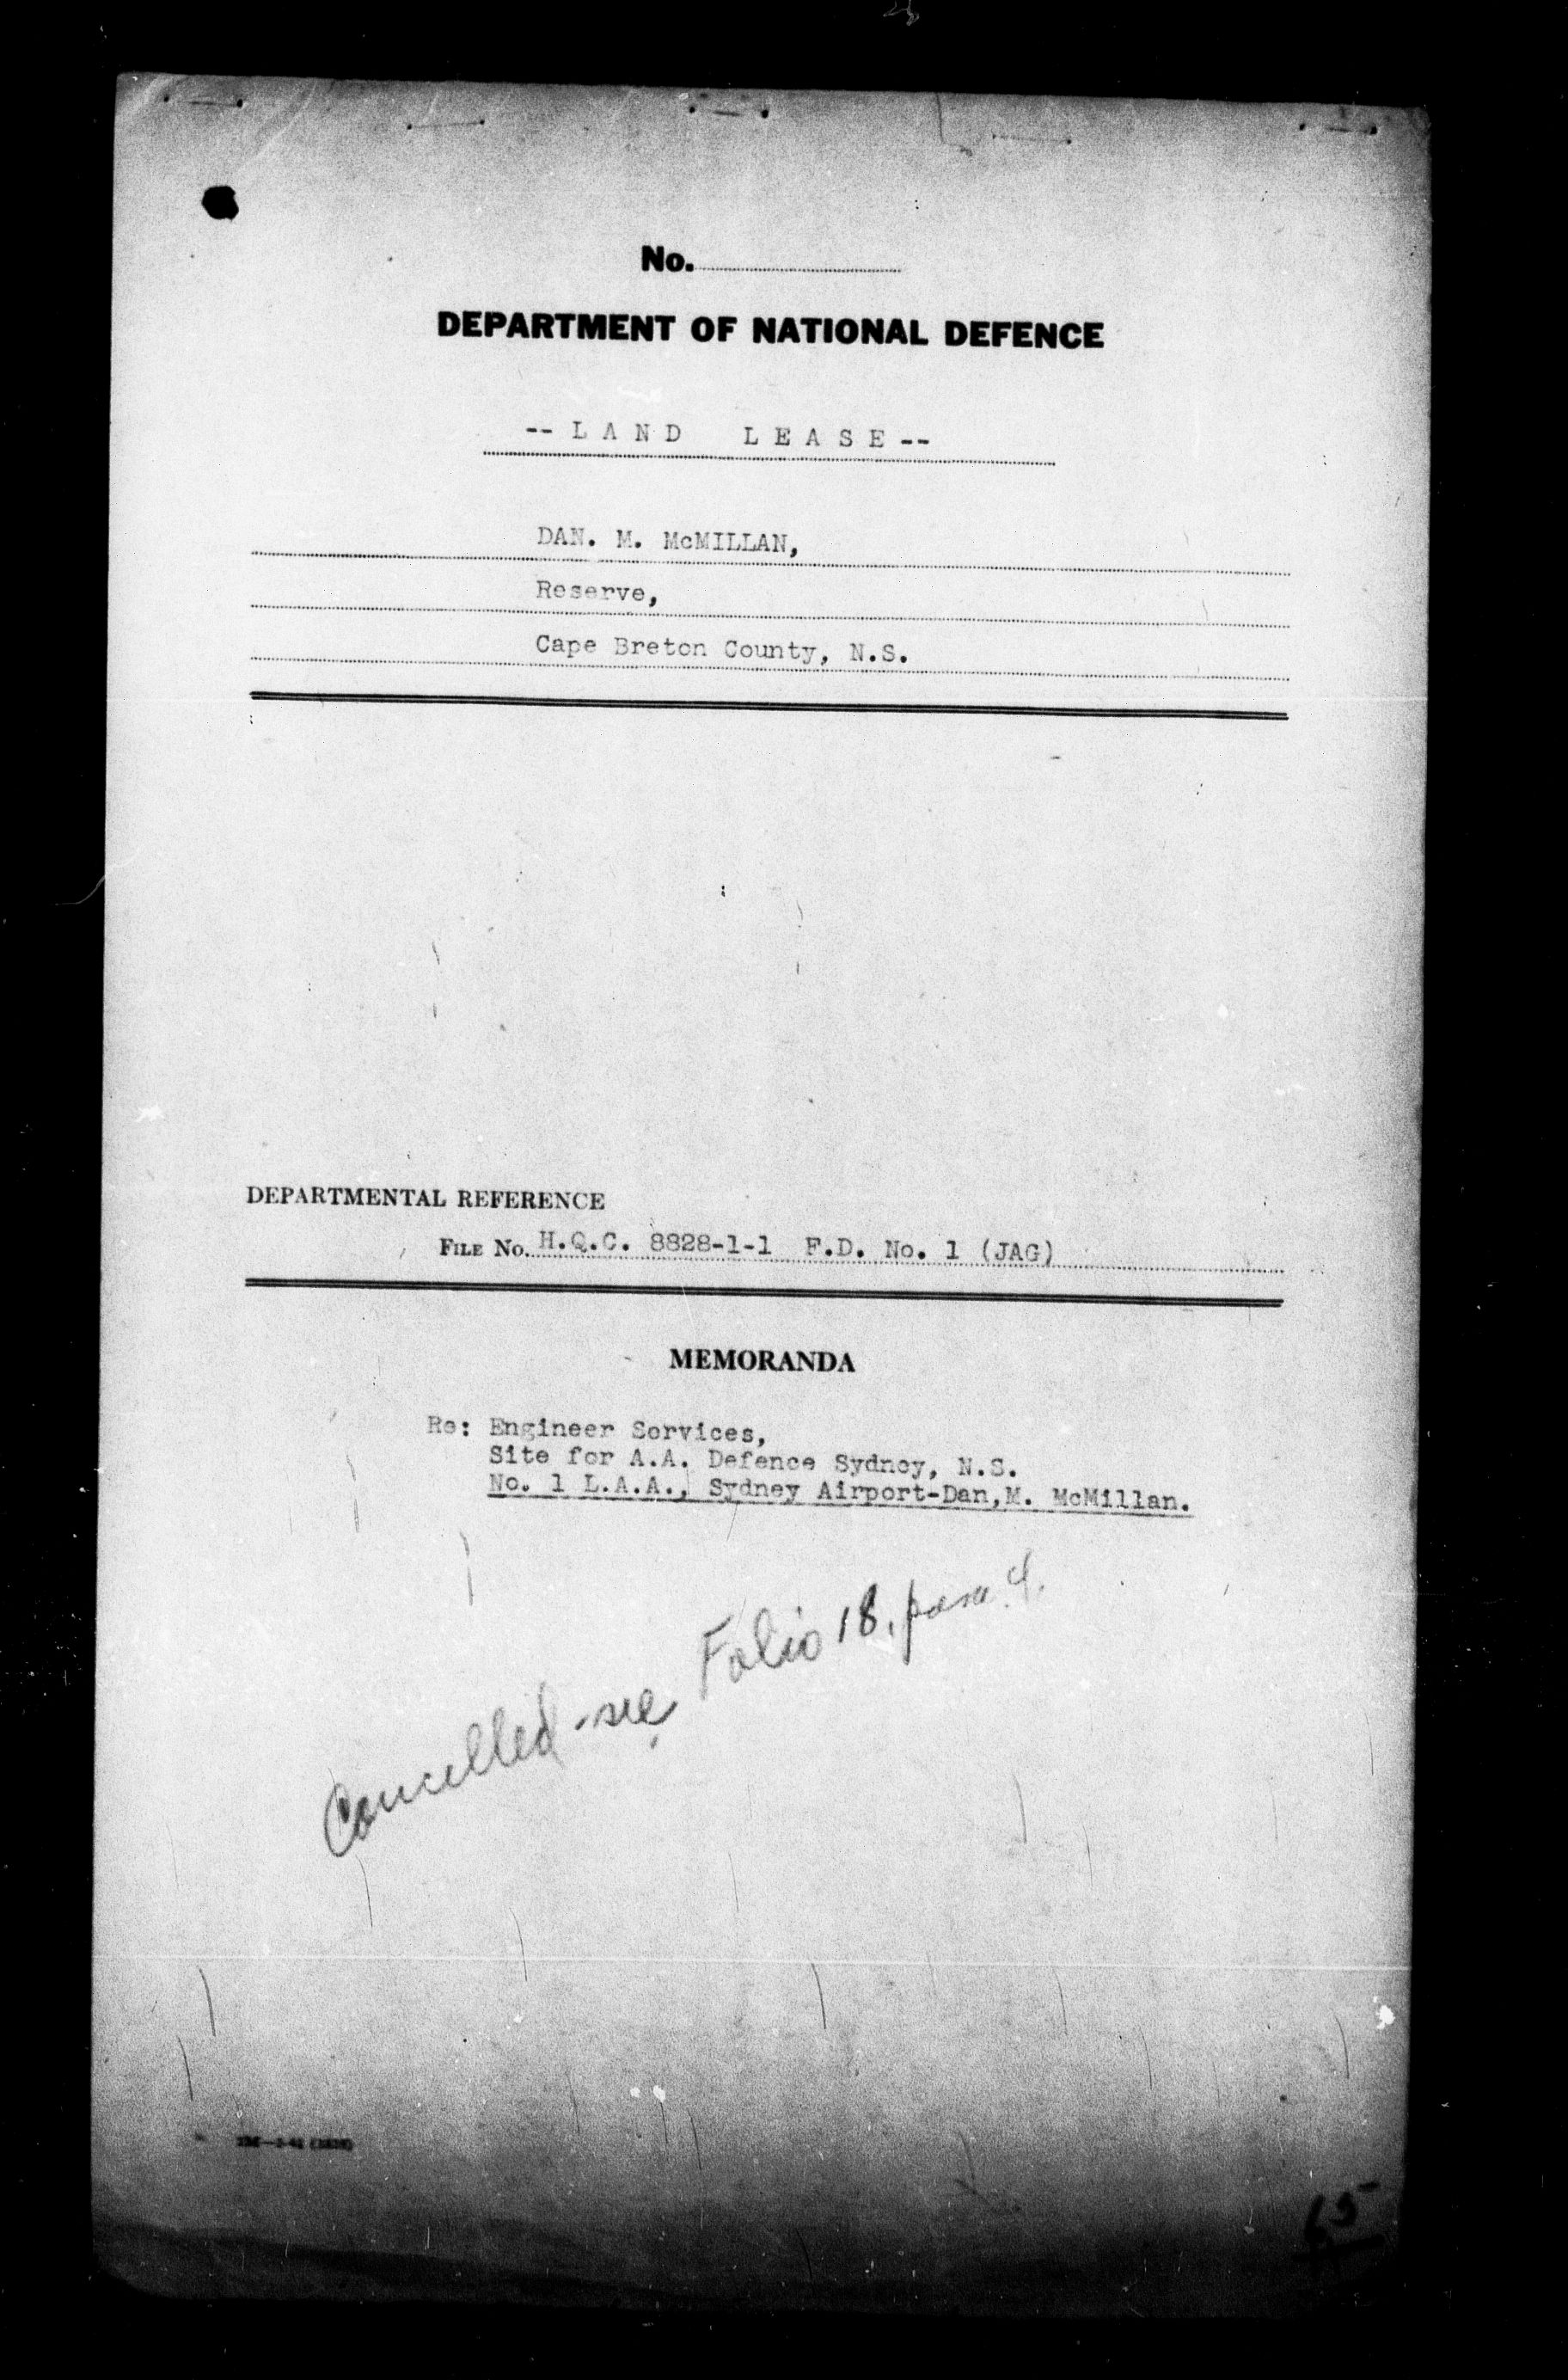 No.
DEPARTMENT OF NATIONAL DEFENCE
-- L A N D L E A S E --
DAN. M. McMILLAN,
Reserve,
Cape Breton County, N.S.
DEPARTMENTAL REFERENCE
FILE NO. H.Q.C. 8828-1-1 F.D. No. 1 (JAG)
MEMORANDA
Re: Engineer Services,
Site for A.A. Defence Sydney, N.S.
No. 1 L.A.A., Sydney Airport-Dan,M. McMillan.
Cancelled - see Folio 18, para 4.
65